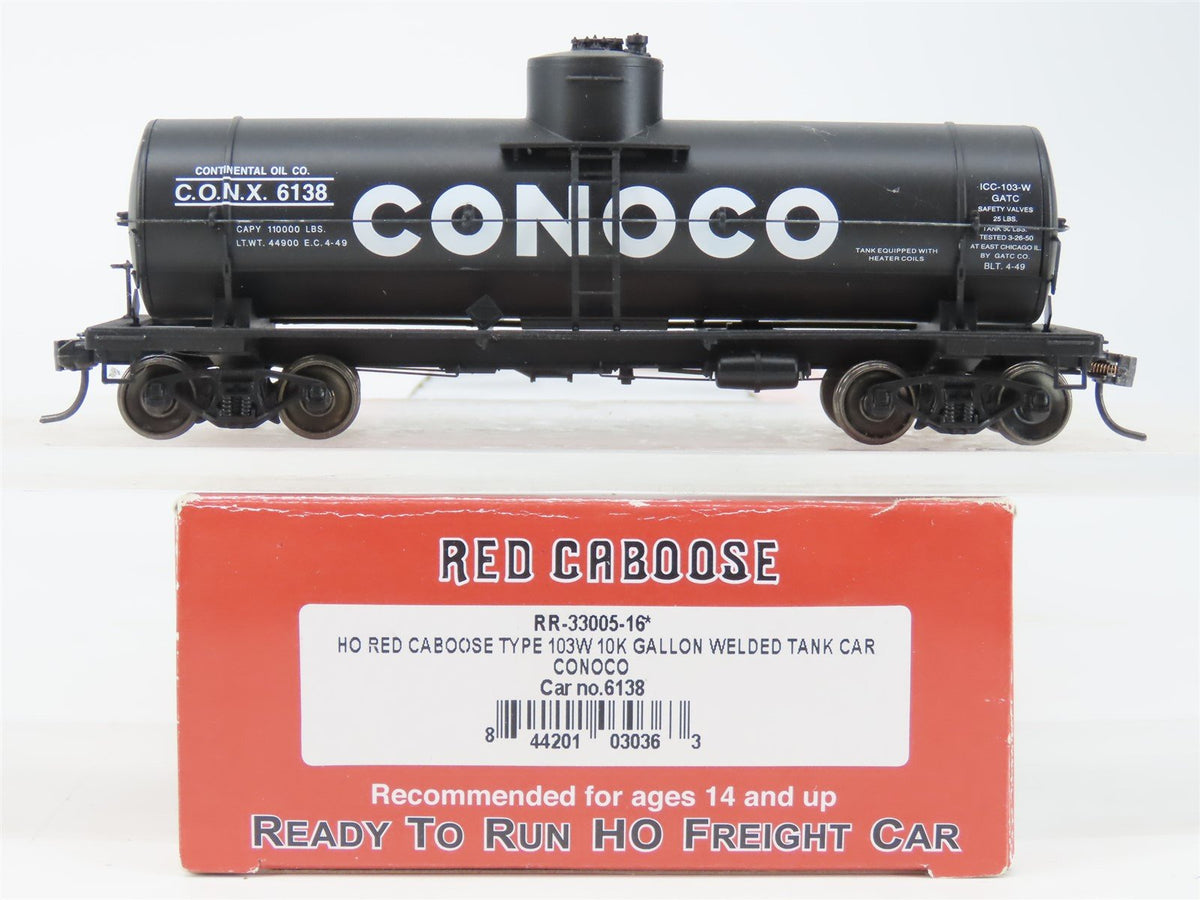 CONTINENTAL OIL CO.
C.O.N.X. 6138
CAPY 110000 LBS.
LT.WT. 44900 E.C. 4-49
CONOCO
TANK EQUIPPED WITH
HEATER COILS
ICC-103-W
GATC
SAFETY VALVES
25 LBS.
TANK LBS.
TESTED 3-26-50
AT EAST CHICAGO IL.
BY GATC CO.
BLT. 4-49
RED CABOOSE
RR-33005-16*
HO RED CABOOSE TYPE 103W 10K GALLON WELDED TANK CAR
CONOCO
Car no.6138
8 44201 03036 3
Recommended for ages 14 and up
READY TO RUN HO FREIGHT CAR